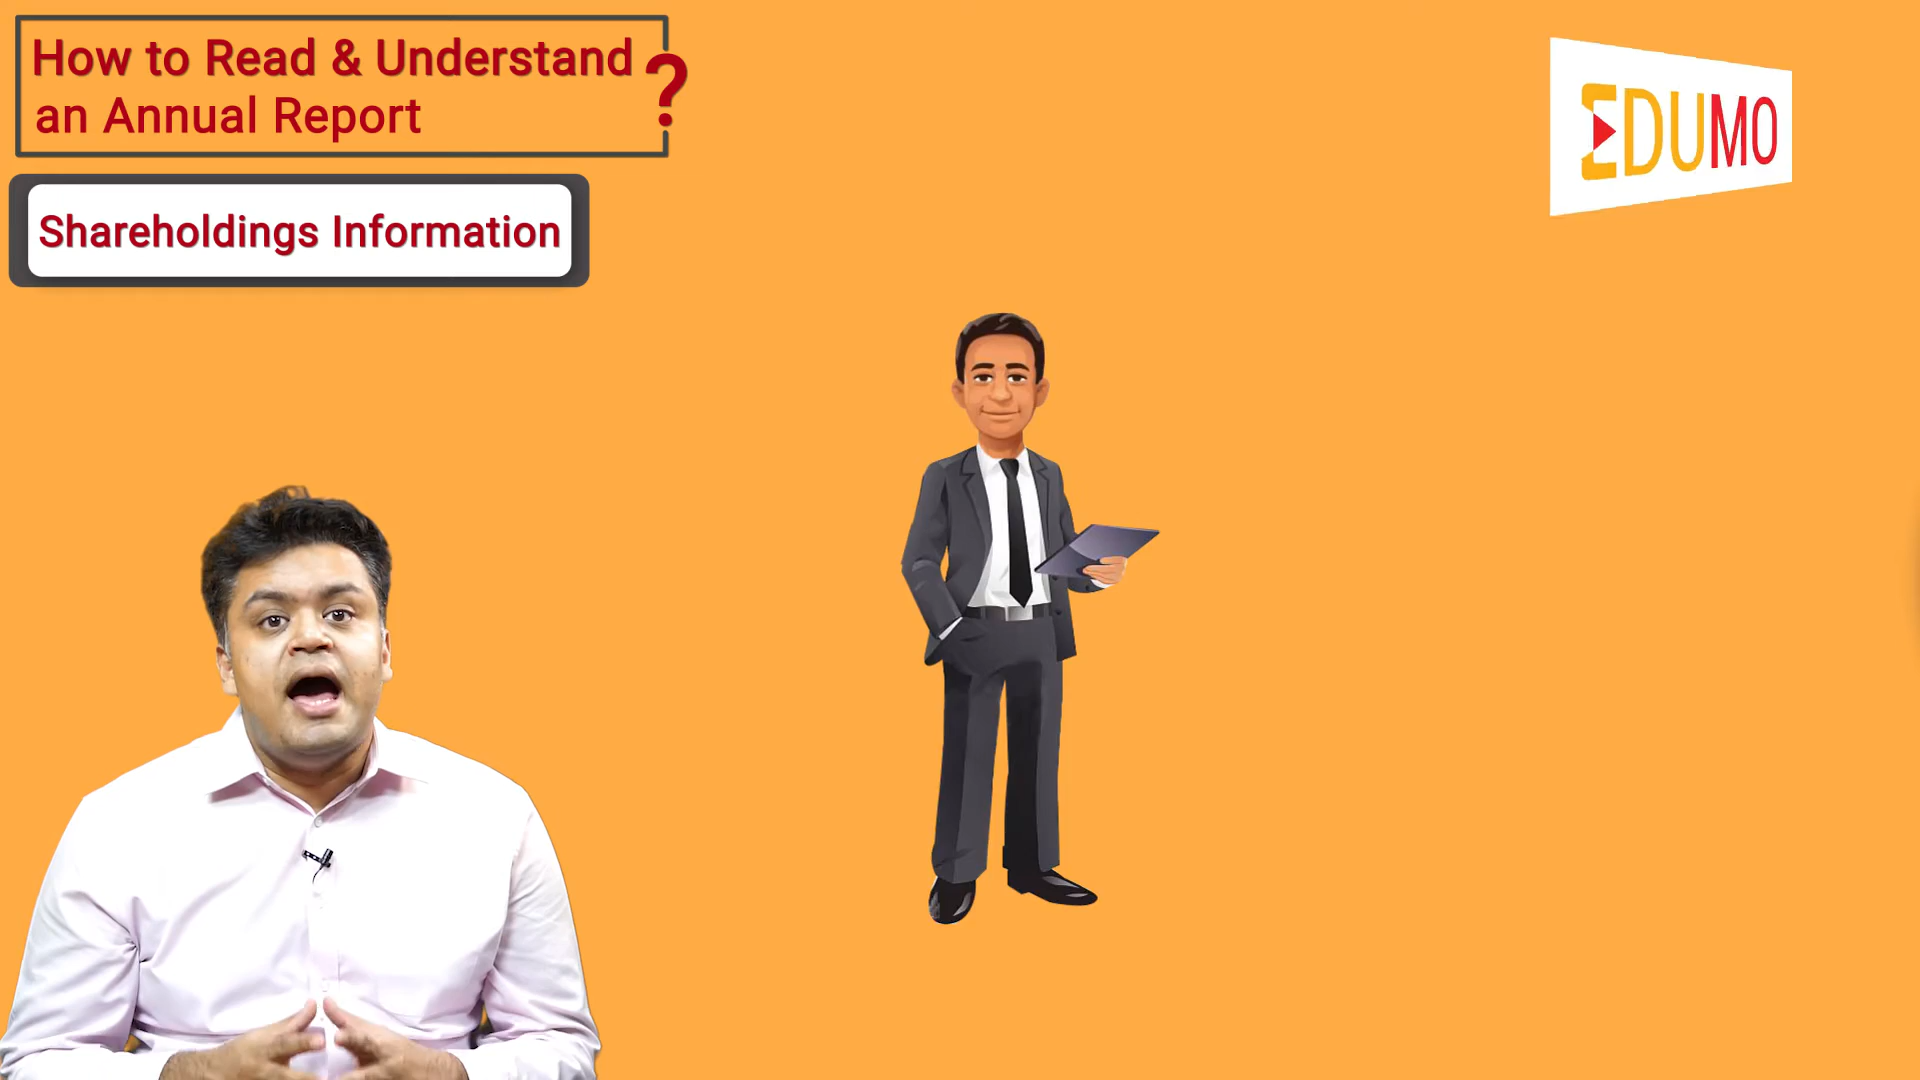 How to Read & Understand
an Annual Report ?
Shareholdings Information
EDUMO